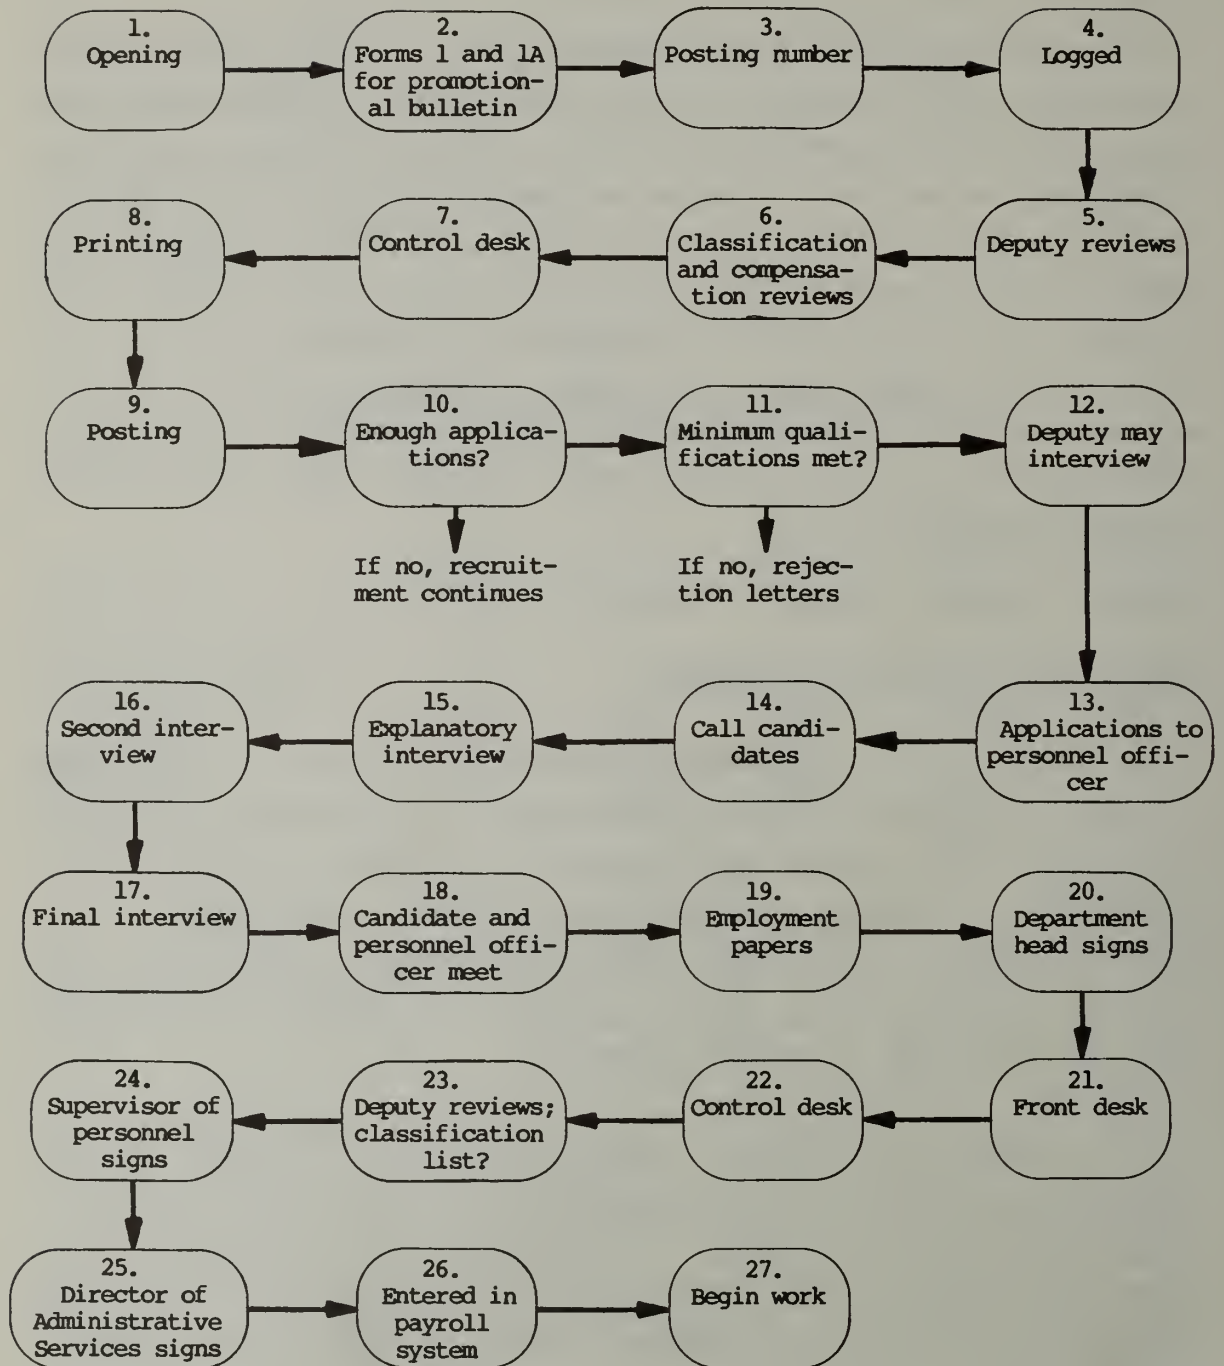 1.
Opening
2.
Forms 1 and 1A
for promotion-
al bulletin
3.
Posting number
4.
Logged
5.
Deputy reviews
6.
Classification
and compensa-
tion reviews
7.
Control desk
8.
Printing
9.
Posting
10.
Enough applica-
tions?
If no, recruit-
ment continues
11.
Minimum quali-
fications met?
If no, rejec-
tion letters
12.
Deputy may
interview
13.
Applications to
personnel offi-
cer
14.
Call candi-
dates
15.
Explanatory
interview
16.
Second inter-
view
17.
Final interview
18.
Candidate and
personnel offi-
cer meet
19.
Employment
papers
20.
Department
head signs
21.
Front desk
22.
Control desk
23.
Deputy reviews;
classification
list?
24.
Supervisor of
personnel
signs
25.
Director of
Administrative
Services signs
26.
Entered in
payroll
system
27.
Begin work